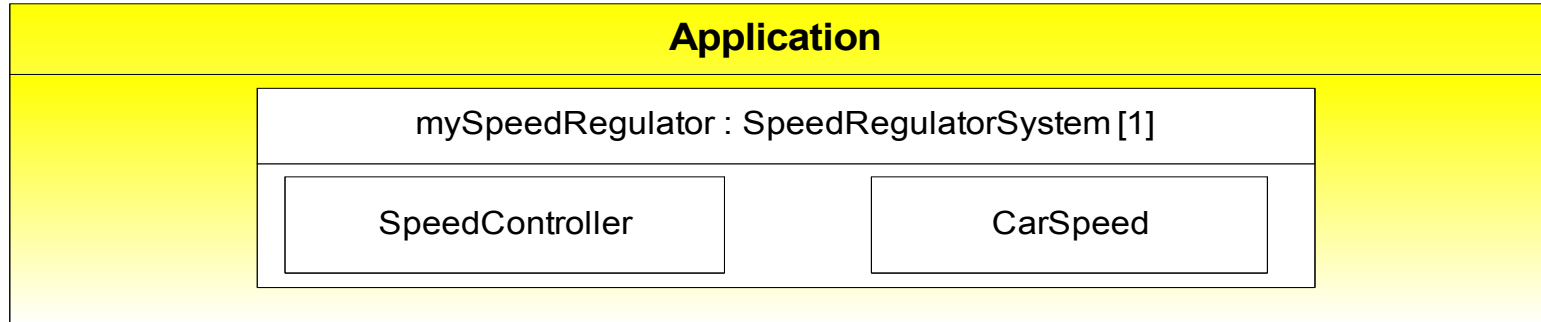 Application
mySpeedRegulator : SpeedRegulatorSystem [1]
SpeedController CarSpeed